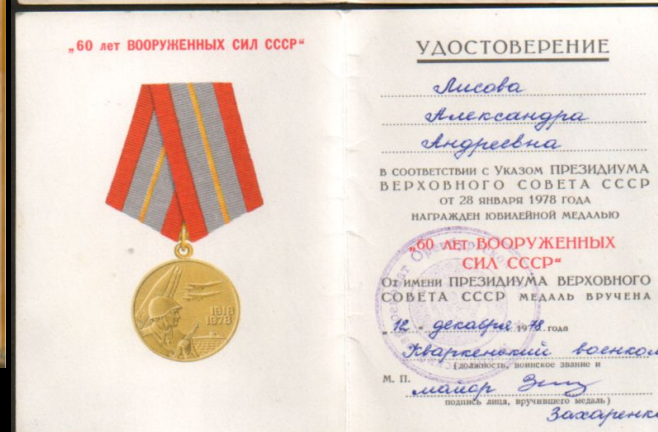 „60 лет ВООРУЖЕННЫХ СИЛ СССР“
1918
1978
УДОСТОВЕРЕНИЕ
Лисова
Александра
Андреевна
в соответствии с Указом ПРЕЗИДИУМА
ВЕРХОВНОГО СОВЕТА СССР
от 28 января 1978 года
награжден юбилейной медалью
„60 лет ВООРУЖЕННЫХ
СИЛ СССР“
От имени ПРЕЗИДИУМА ВЕРХОВНОГО
СОВЕТА СССР медаль вручена
„12“ декабря 1978 года
Кваркенский военком
(должность, воинское звание и
М. П. майор
подпись лица, вручившего медаль)
Захаренко